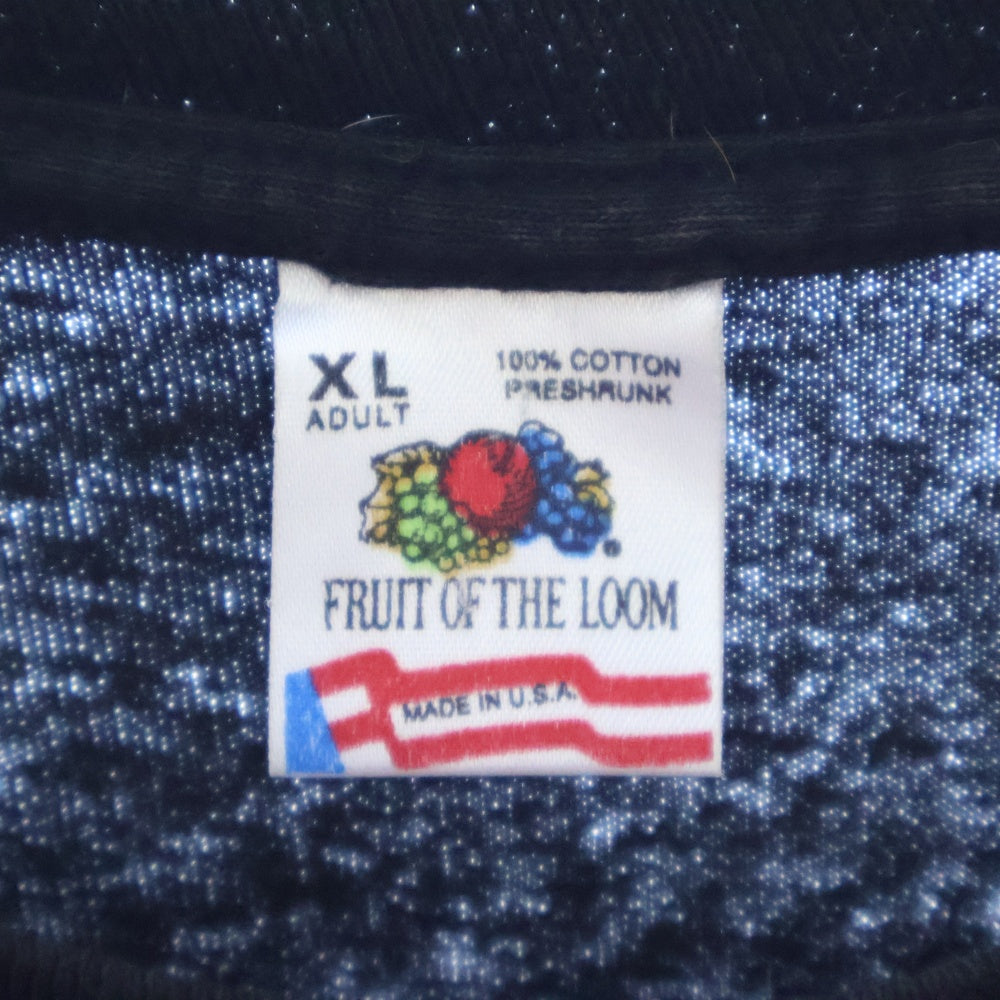 XL
ADULT
100% COTTON
PRESHRUNK
FRUIT OF THE LOOM
MADE IN U.S.A.